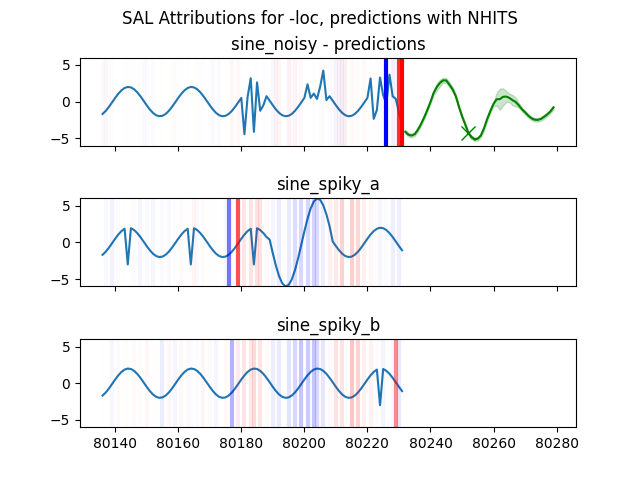 SAL Attributions for -loc, predictions with NHITS
sine_noisy - predictions
5
0
−5
sine_spiky_a
5
0
−5
sine_spiky_b
5
0
−5
80140 80160 80180 80200 80220 80240 80260 80280